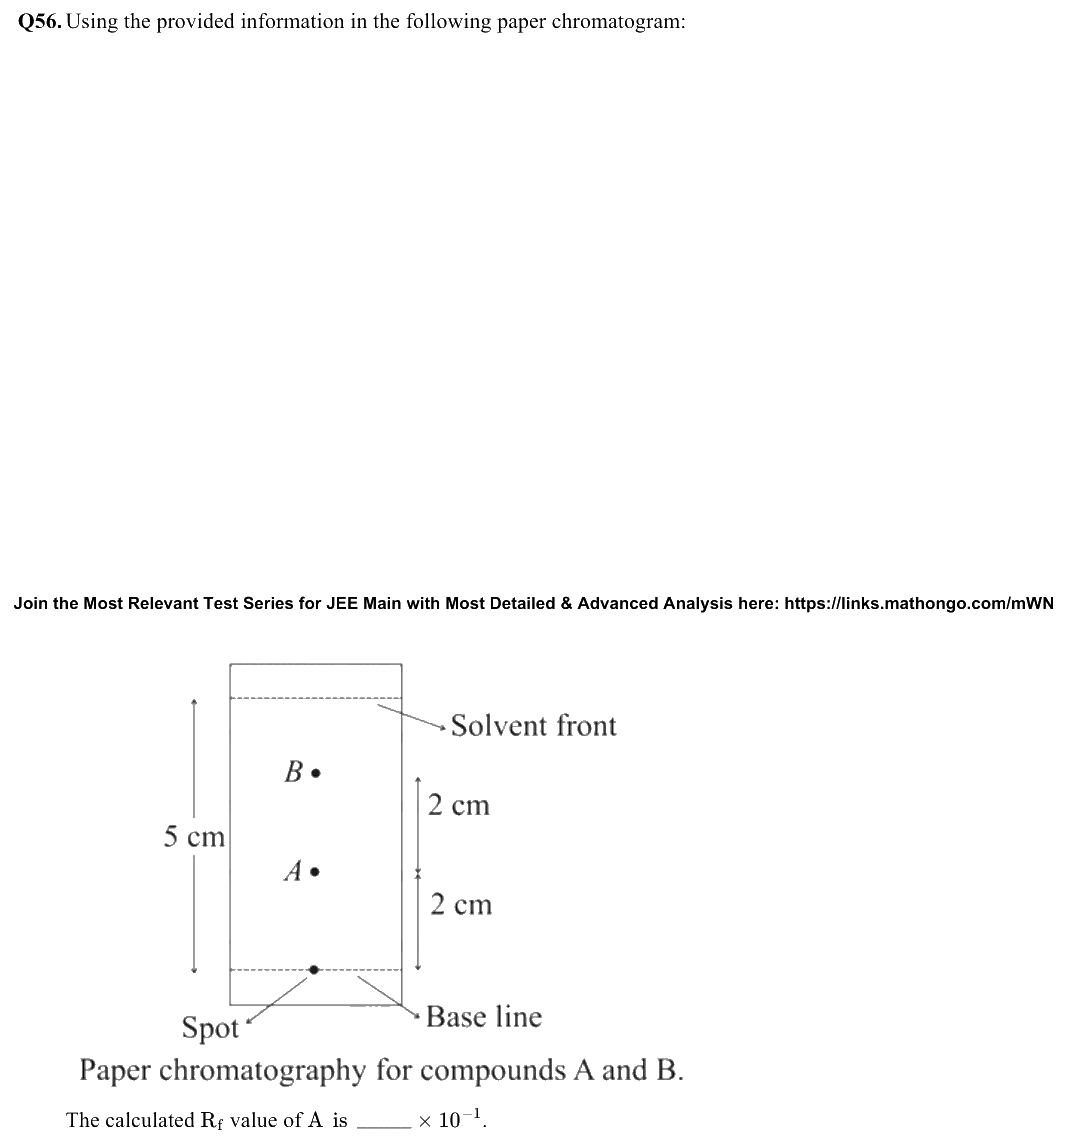 Q56. Using the provided information in the following paper chromatogram:
Join the Most Relevant Test Series for JEE Main with Most Detailed & Advanced Analysis here: https://links.mathongo.com/mWN
Solvent front
B
2 cm
5 cm
A
2 cm
Base line
Spot
Paper chromatography for compounds A and B.
The calculated Rf value of A is _____ × 10⁻¹.